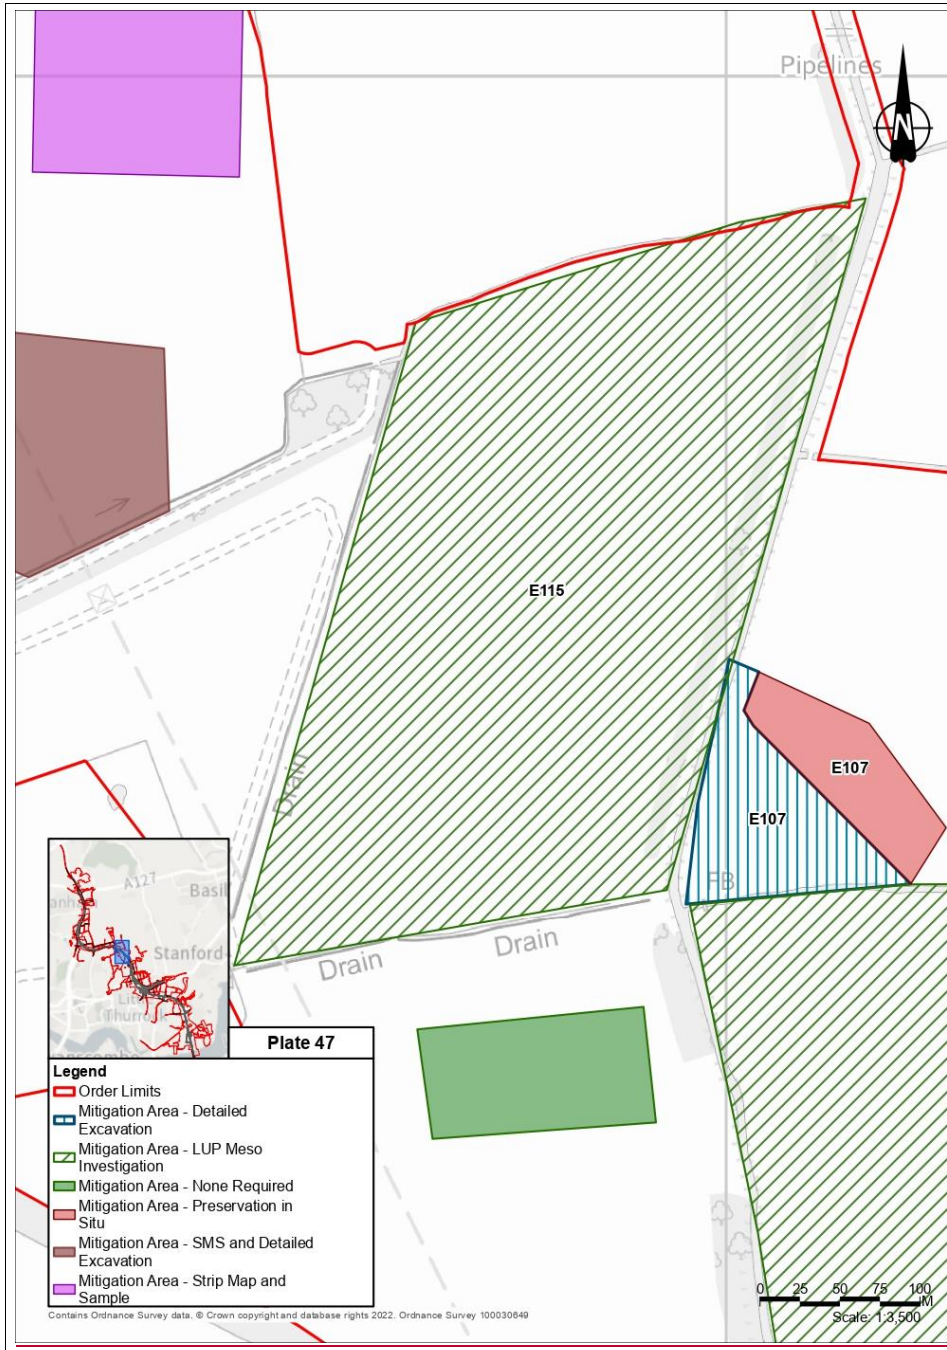 Pipelines
N
E115
E107
E107
Drain
FB
Drain
Drain
A127
Basil
Stanford
Thurrock
Plate 47
Legend
Order Limits
Mitigation Area - Detailed
Excavation
Mitigation Area - LUP Meso
Investigation
Mitigation Area - None Required
Mitigation Area - Preservation in
Situ
Mitigation Area - SMS and Detailed
Excavation
Mitigation Area - Strip Map and
Sample
0 25 50 75 100
M
Scale: 1:3,500
Contains Ordnance Survey data. © Crown copyright and database rights 2022. Ordnance Survey 100030649